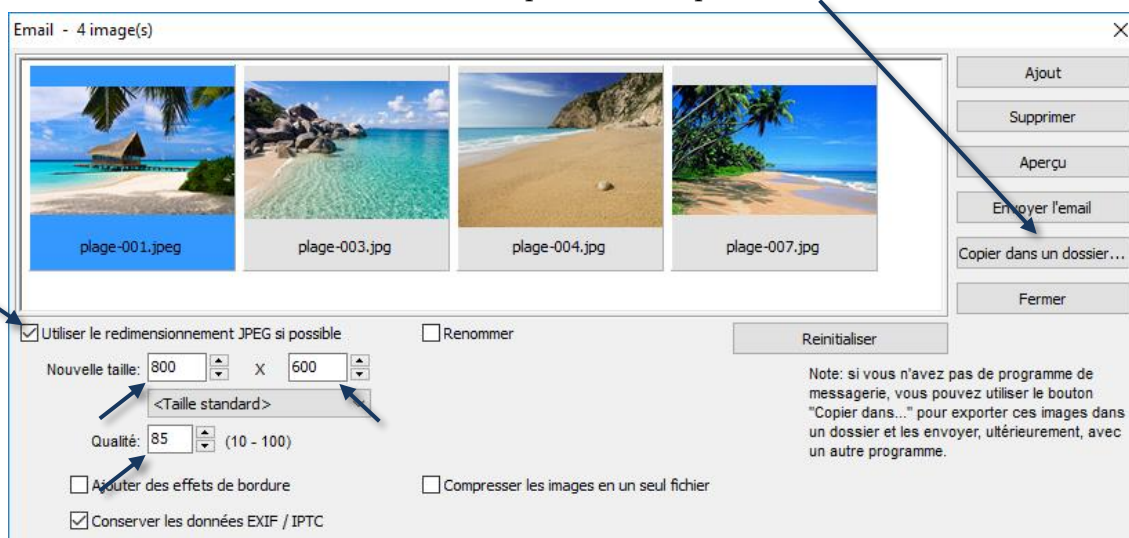 Email - 4 image(s)
Ajout
Supprimer
Aperçu
Envoyer l'email
Copier dans un dossier...
Fermer
plage-001.jpeg
plage-003.jpg
plage-004.jpg
plage-007.jpg
Utiliser le redimensionnement JPEG si possible
Renommer
Reinitialiser
Nouvelle taille: 800 X 600
<Taille standard>
Qualité: 85 (10 - 100)
Ajouter des effets de bordure
Compresser les images en un seul fichier
Conserver les données EXIF / IPTC
Note: si vous n'avez pas de programme de
messagerie, vous pouvez utiliser le bouton
"Copier dans..." pour exporter ces images dans
un dossier et les envoyer, ultérieurement, avec
un autre programme.